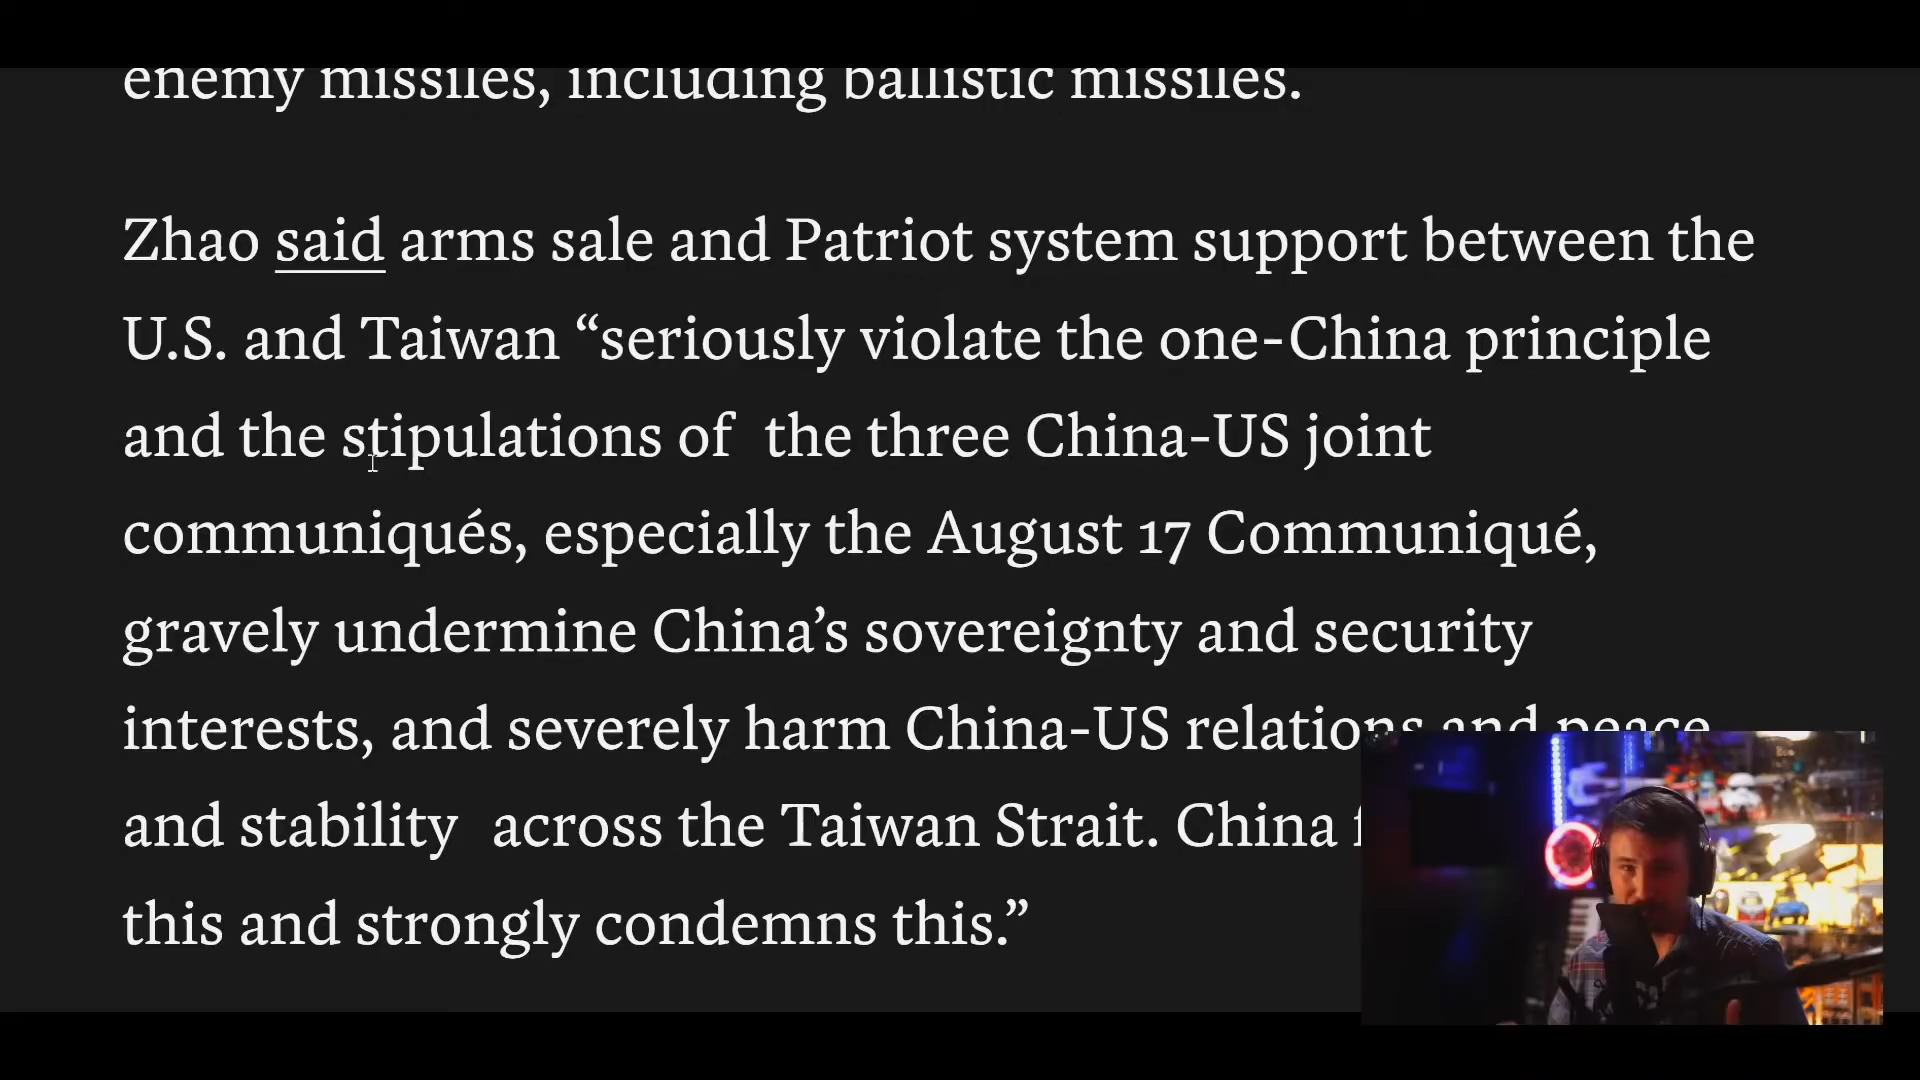 enemy missiles, including ballistic missiles.
Zhao said arms sale and Patriot system support between the
U.S. and Taiwan “seriously violate the one-China principle
and the stipulations of  the three China-US joint
communiqués, especially the August 17 Communiqué,
gravely undermine China’s sovereignty and security
interests, and severely harm China-US relations and peace
and stability  across the Taiwan Strait. China
this and strongly condemns this.”